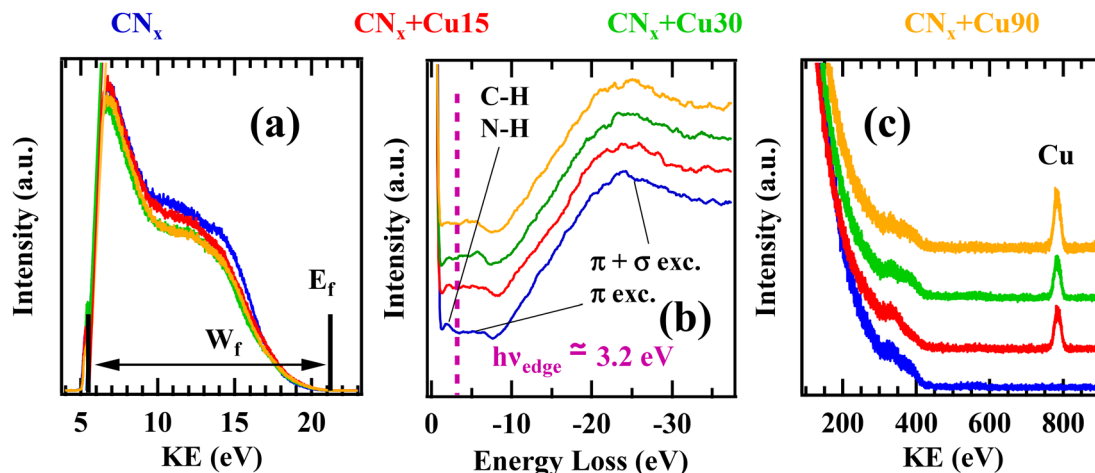 CNx CNx+Cu15 CNx+Cu30 CNx+Cu90
(a)
Ef
Wf
Intensity (a.u.)
5 10 15 20
KE (eV)
C-H
N-H
π + σ exc.
π exc.
(b)
hνedge ≃ 3.2 eV
Intensity (a.u.)
0 -10 -20 -30
Energy Loss (eV)
(c)
Cu
Intensity (a.u.)
200 400 600 800
KE (eV)